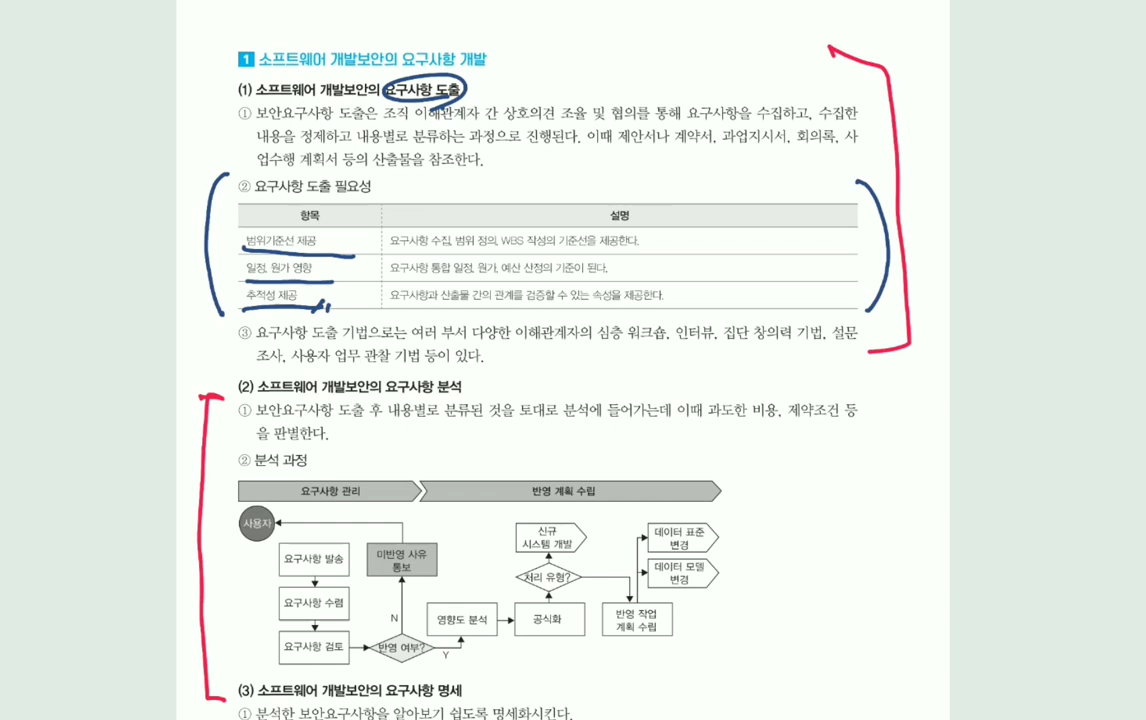 1 소프트웨어 개발보안의 요구사항 개발
(1) 소프트웨어 개발보안의 요구사항 도출
① 보안요구사항 도출은 조직 이해관계자 간 상호의견 조율 및 협의를 통해 요구사항을 수집하고, 수집한
내용을 정제하고 내용별로 분류하는 과정으로 진행된다. 이때 제안서나 계약서, 과업지시서, 회의록, 사
업수행 계획서 등의 산출물을 참조한다.
② 요구사항 도출 필요성
항목 설명
범위기준선 제공 요구사항 수집, 범위 정의, WBS 작성의 기준선을 제공한다.
일정, 원가 영향 요구사항 통합 일정, 원가, 예산 산정의 기준이 된다.
추적성 제공 요구사항과 산출물 간의 관계를 검증할 수 있는 속성을 제공한다.
③ 요구사항 도출 기법으로는 여러 부서 다양한 이해관계자의 심층 워크숍, 인터뷰, 집단 창의력 기법, 설문
조사, 사용자 업무 관찰 기법 등이 있다.
(2) 소프트웨어 개발보안의 요구사항 분석
① 보안요구사항 도출 후 내용별로 분류된 것을 토대로 분석에 들어가는데 이때 과도한 비용, 제약조건 등
을 판별한다.
② 분석 과정
요구사항 관리 반영 계획 수립
사용자
요구사항 발송
요구사항 수렴
요구사항 검토
미반영 사유
통보
N
반영 여부?
Y
영향도 분석
공식화
처리 유형?
신규
시스템 개발
반영 작업
계획 수립
데이터 표준
변경
데이터 모델
변경
(3) 소프트웨어 개발보안의 요구사항 명세
① 분석한 보안요구사항을 알아보기 쉽도록 명세화시킨다.